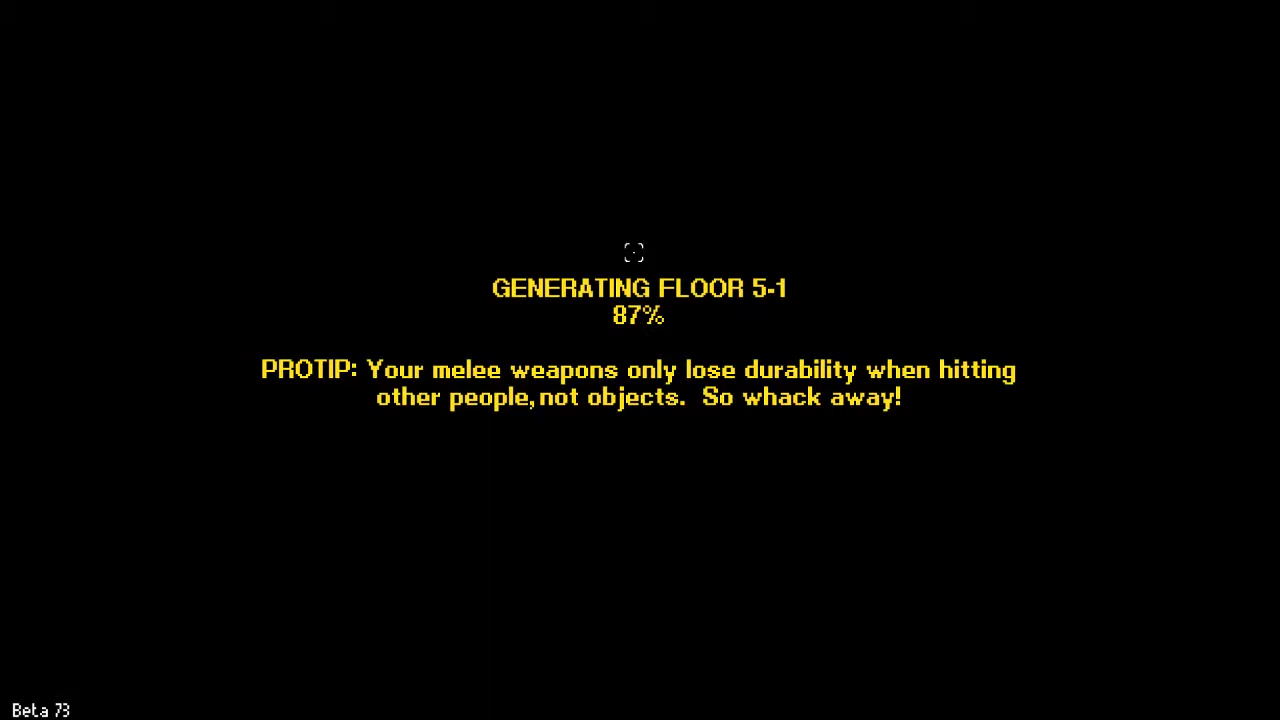 GENERATING FLOOR 5-1
87%
PROTIP: Your melee weapons only lose durability when hitting
other people, not objects. So whack away!
Beta 73